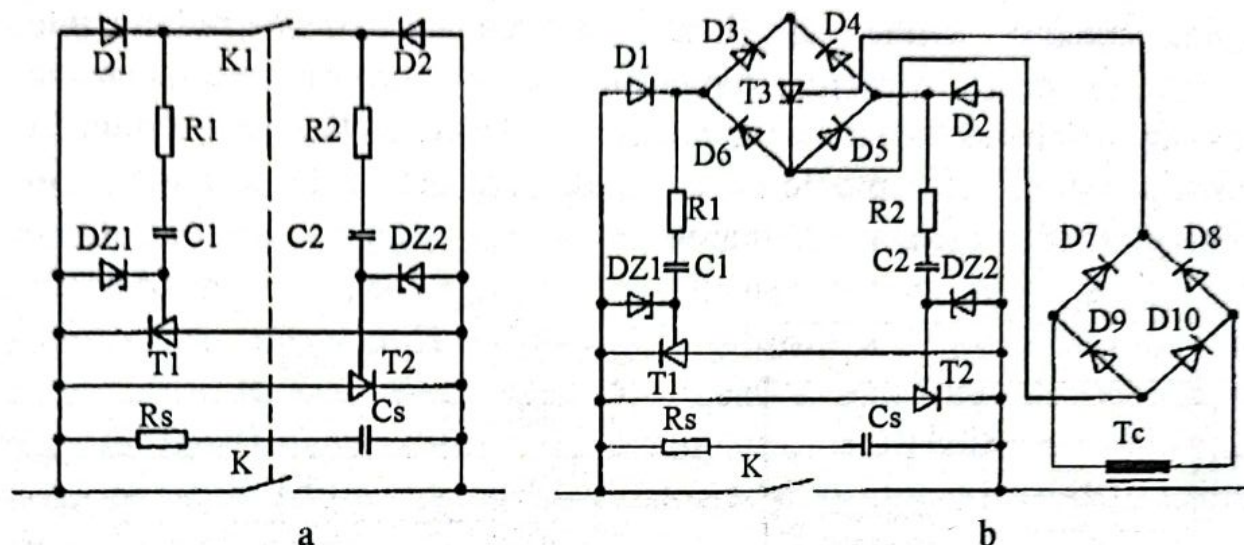 D1
K1
D2
R1
R2
DZ1
C1
C2
DZ2
T1
T2
Rs
Cs
K
a
D3
D4
D1
T3
D2
D6
D5
R1
R2
DZ1
C1
C2
DZ2
D7
D8
D9
D10
T1
T2
Rs
Cs
K
Tc
b